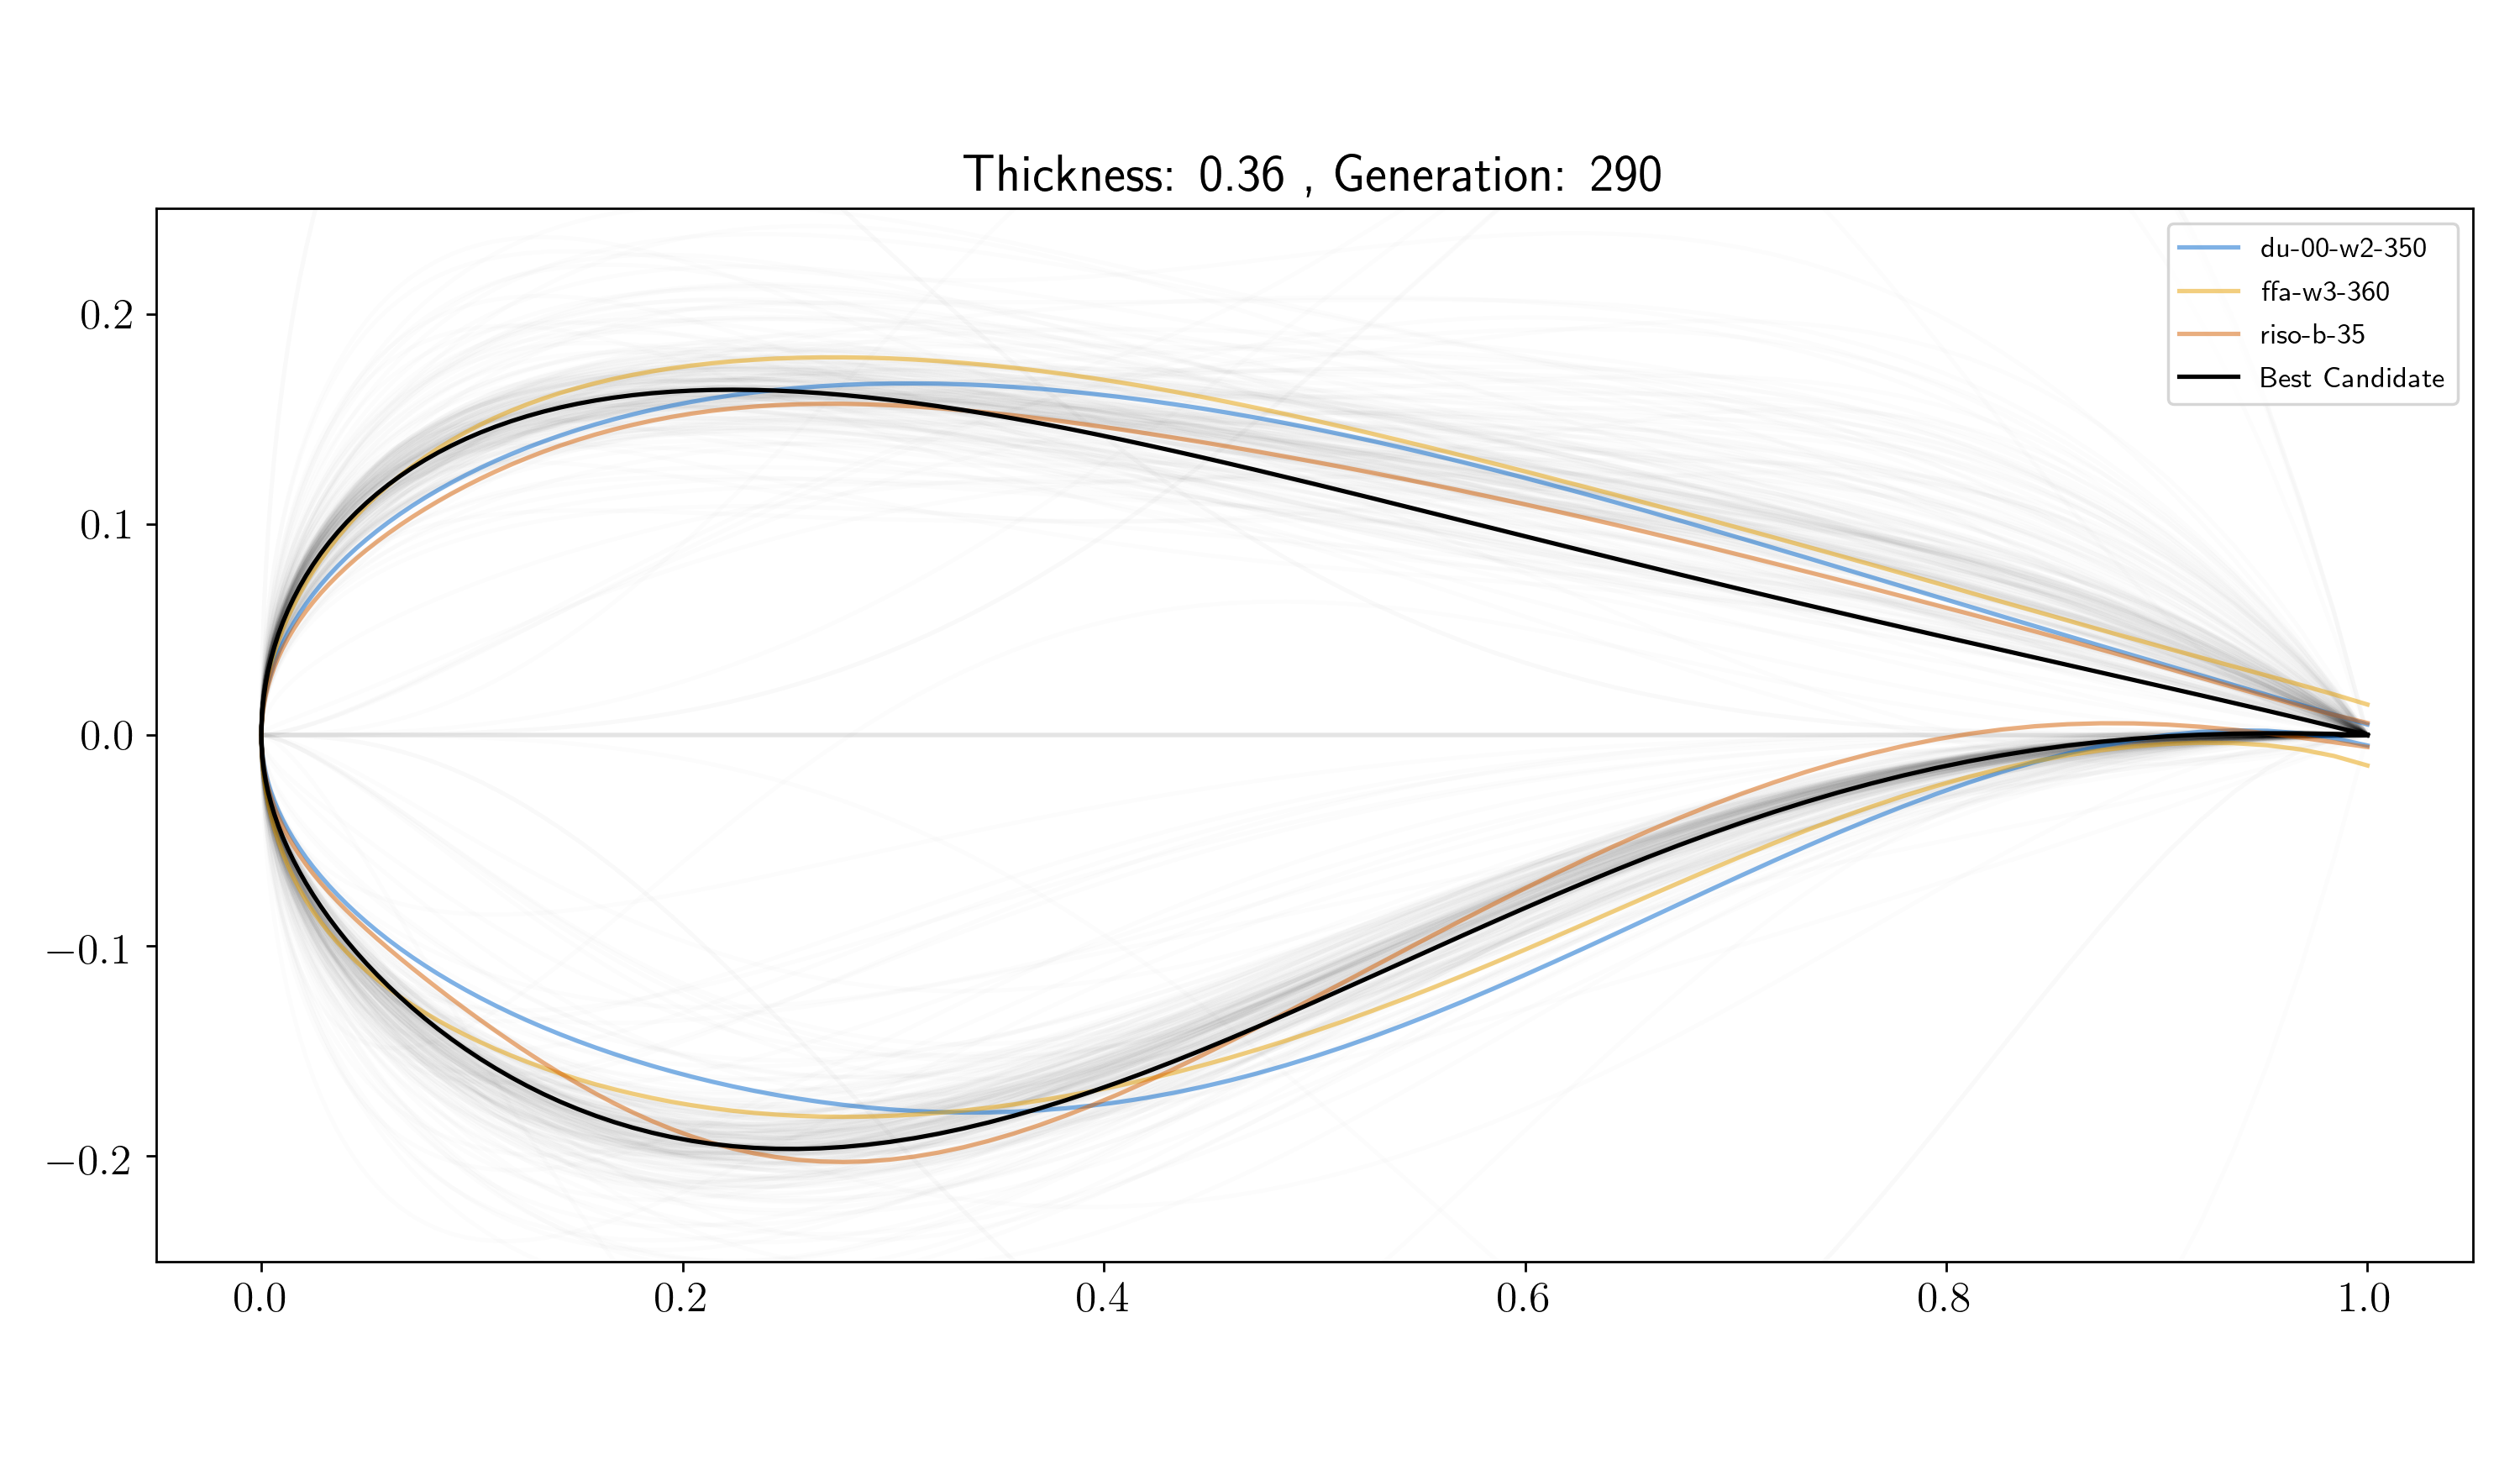 Thickness: 0.36 , Generation: 290
du-00-w2-350
ffa-w3-360
riso-b-35
Best Candidate
0.2
0.1
0.0
−0.1
−0.2
0.0 0.2 0.4 0.6 0.8 1.0